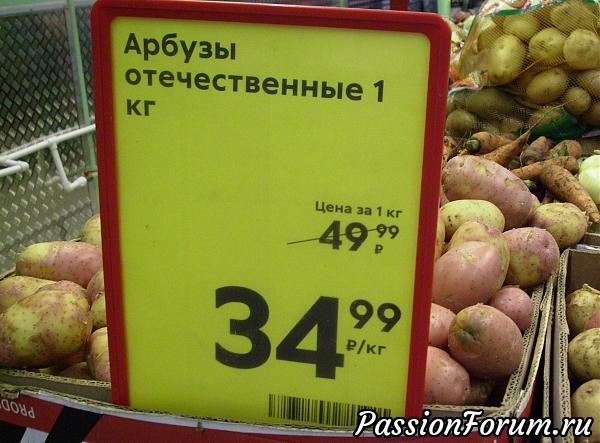 Арбузы
отечественные 1
кг
Цена за 1 кг
49 99
₽
34 99
₽/кг
PassionForum.ru